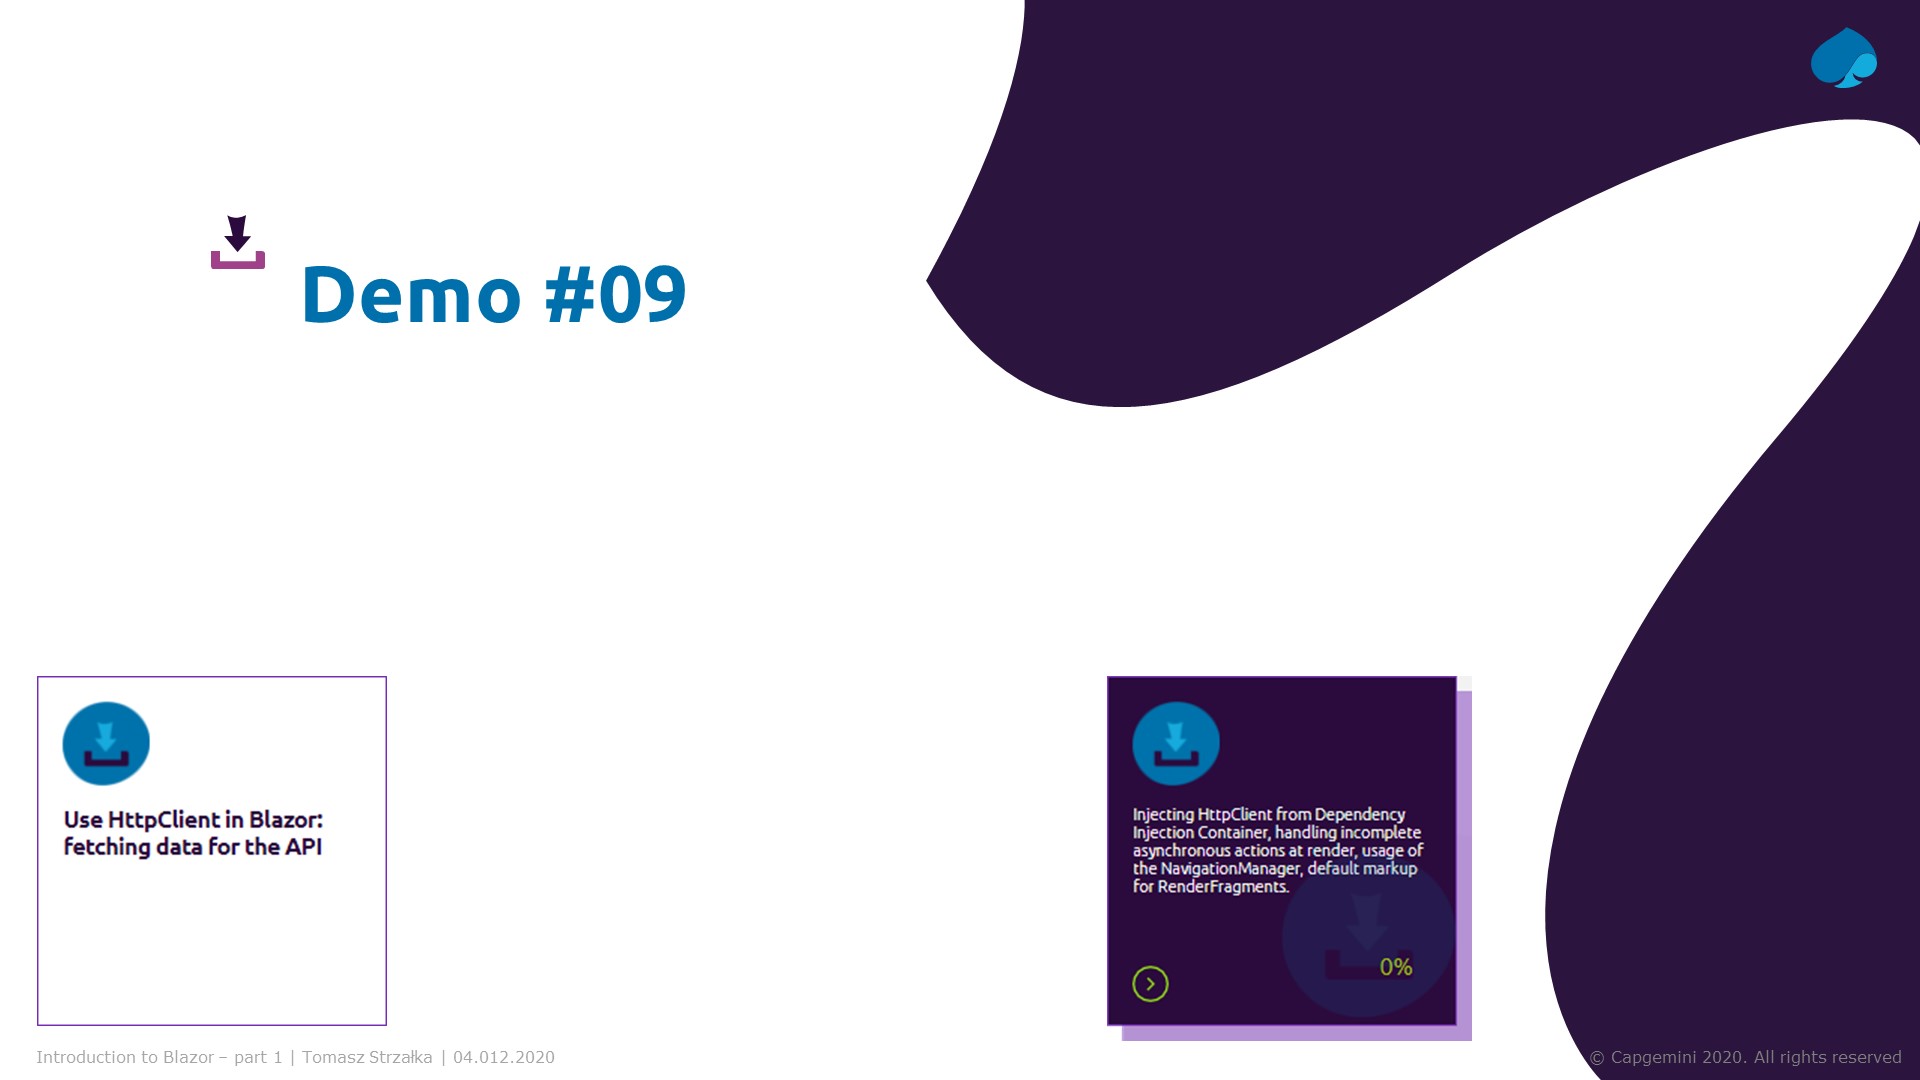 Demo #09
Use HttpClient in Blazor:
fetching data for the API
Injecting HttpClient from Dependency
Injection Container, handling incomplete
asynchronous actions at render, usage of
the NavigationManager, default markup
for RenderFragments.
0%
Introduction to Blazor – part 1 | Tomasz Strzałka | 04.012.2020
© Capgemini 2020. All rights reserved